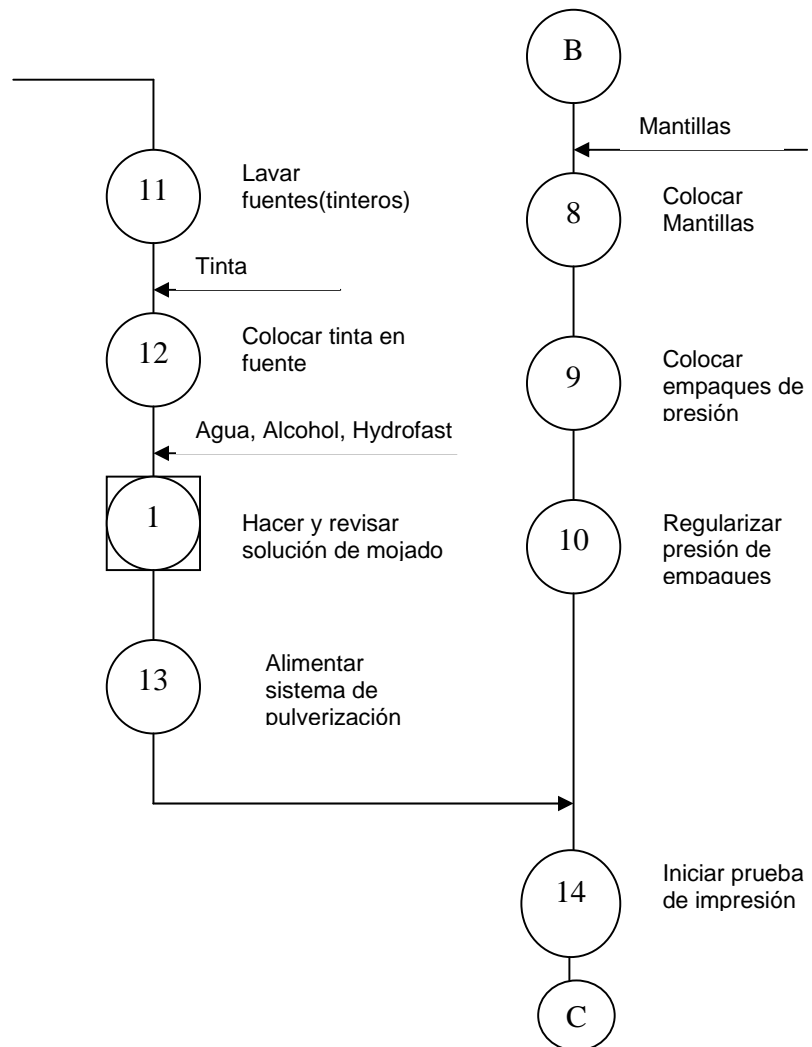 B
Mantillas
11
Lavar
fuentes(tinteros)
8
Colocar
Mantillas
Tinta
12
Colocar tinta en
fuente
9
Colocar
empaques de
presión
Agua, Alcohol, Hydrofast
1
Hacer y revisar
solución de mojado
10
Regularizar
presión de
empaques
13
Alimentar
sistema de
pulverización
14
Iniciar prueba
de impresión
C